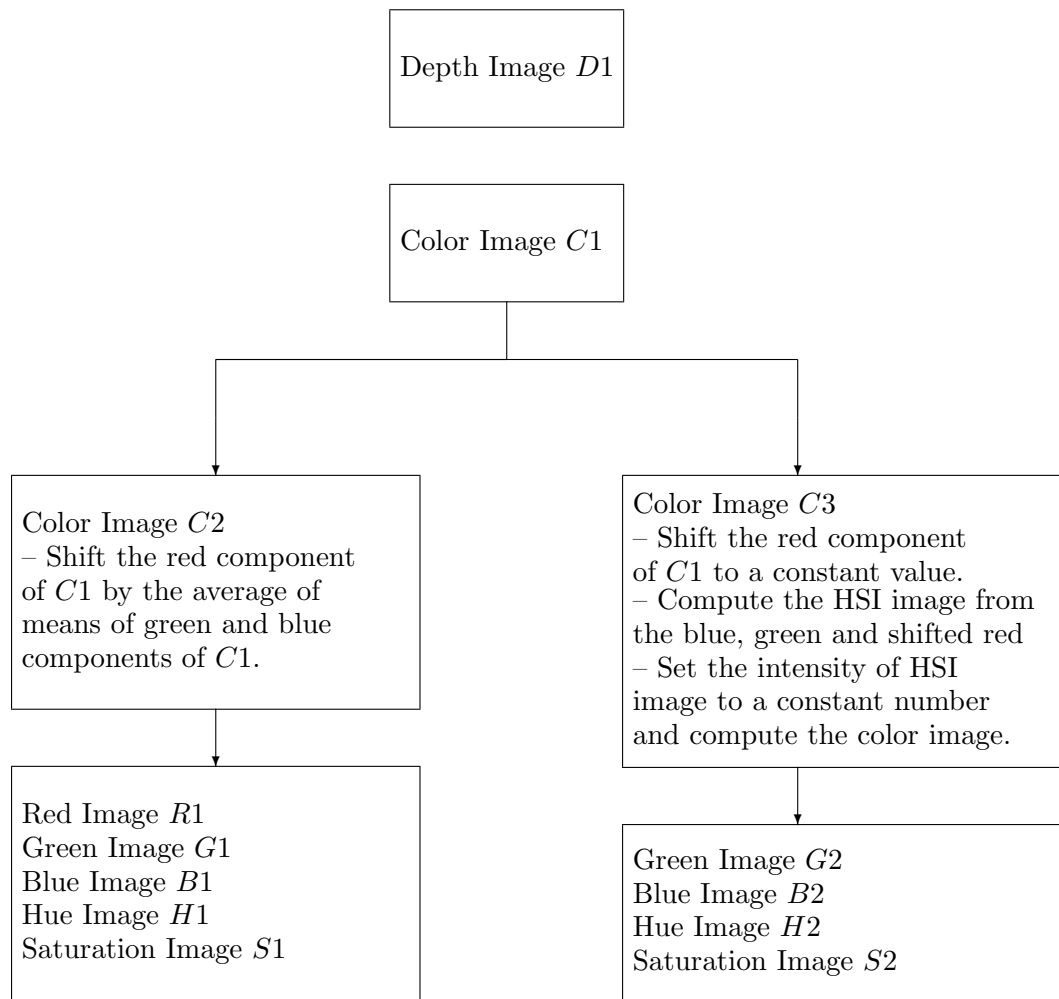 Depth Image D1
Color Image C1
Color Image C2
– Shift the red component
of C1 by the average of
means of green and blue
components of C1.
Color Image C3
– Shift the red component
of C1 to a constant value.
– Compute the HSI image from
the blue, green and shifted red
– Set the intensity of HSI
image to a constant number
and compute the color image.
Red Image R1
Green Image G1
Blue Image B1
Hue Image H1
Saturation Image S1
Green Image G2
Blue Image B2
Hue Image H2
Saturation Image S2